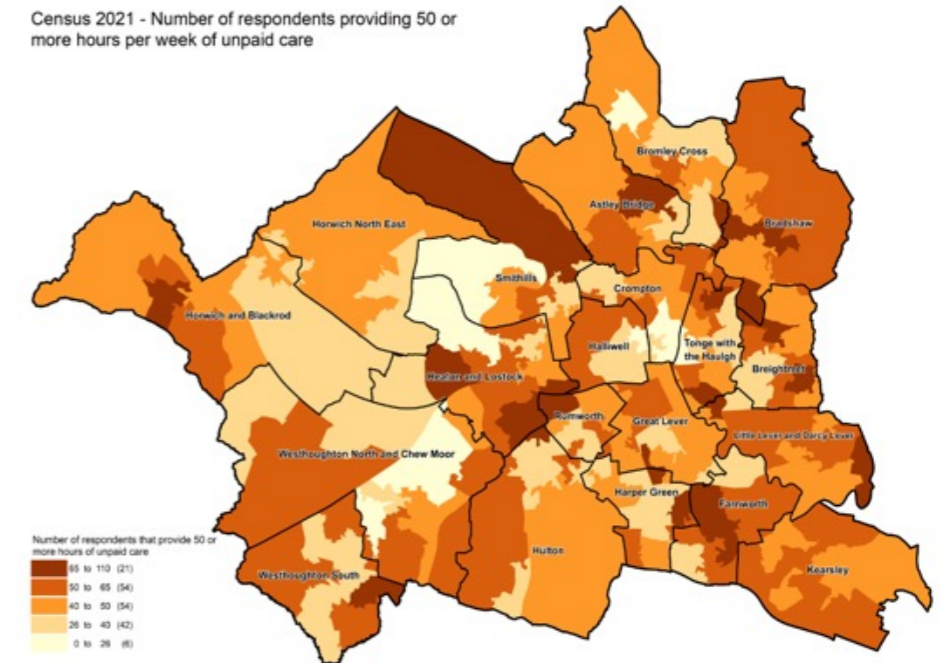 Census 2021 - Number of respondents providing 50 or
more hours per week of unpaid care
Bromley Cross
Astley Bridge
Bradshaw
Horwich North East
Smithills
Crompton
Horwich and Blackrod
Halliwell
Tonge with
the Haulgh
Breightmet
Heaton and Lostock
Rumworth
Great Lever
Little Lever and Darcy Lever
Westhoughton North and Chew Moor
Harper Green
Farnworth
Hulton
Kearsley
Westhoughton South
Number of respondents that provide 50 or
more hours of unpaid care
65 to 110 (21)
50 to 65 (54)
40 to 50 (54)
26 to 40 (42)
0 to 26 (6)